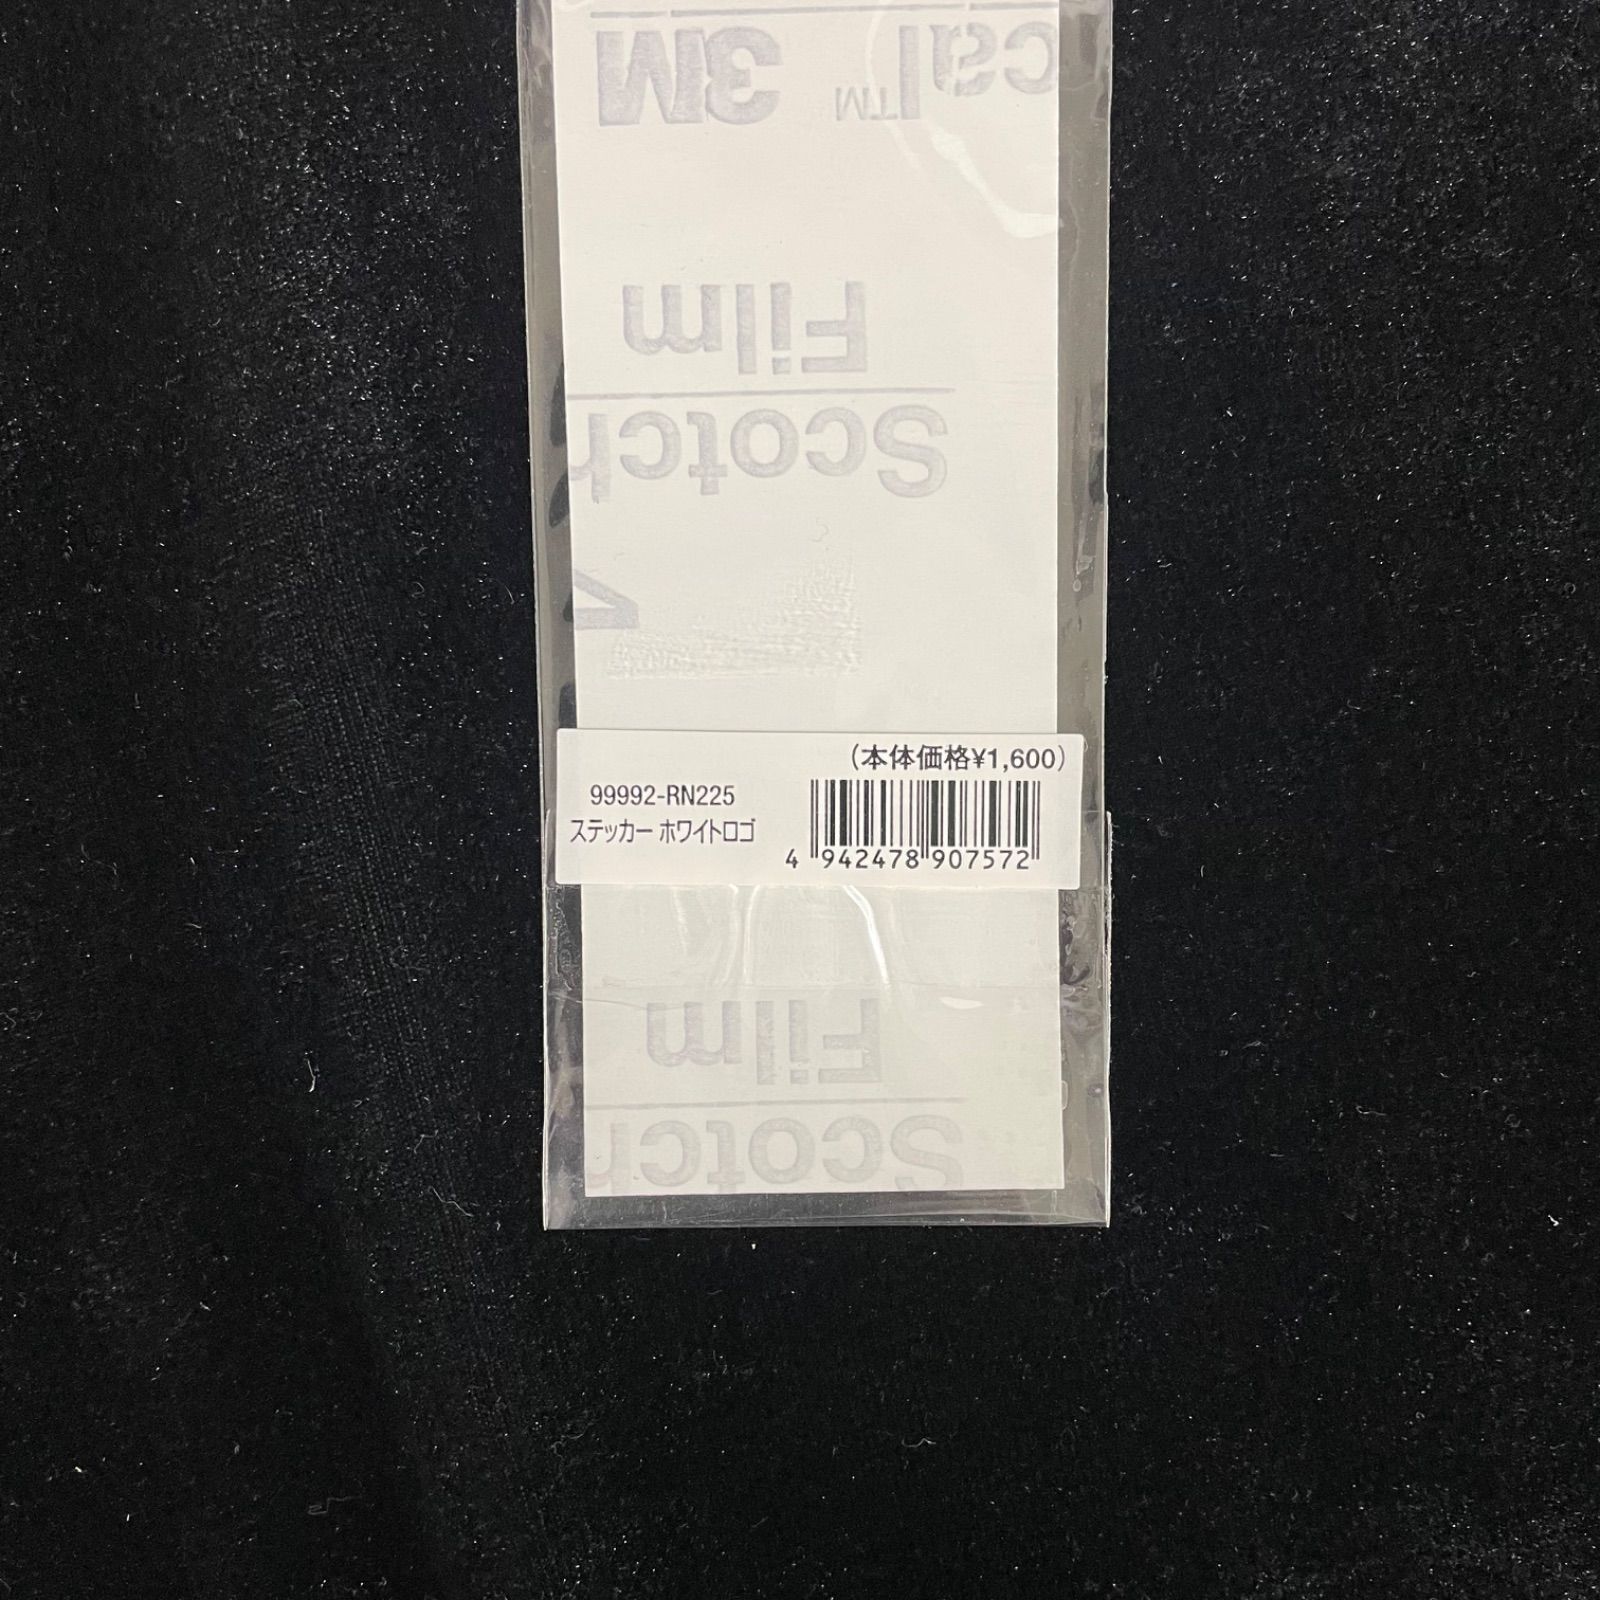 3M
cal™
Film
Scotch
(本体価格¥1,600)
99992-RN225
ステッカー ホワイトロゴ
4 942478 907572
Film
Scotch